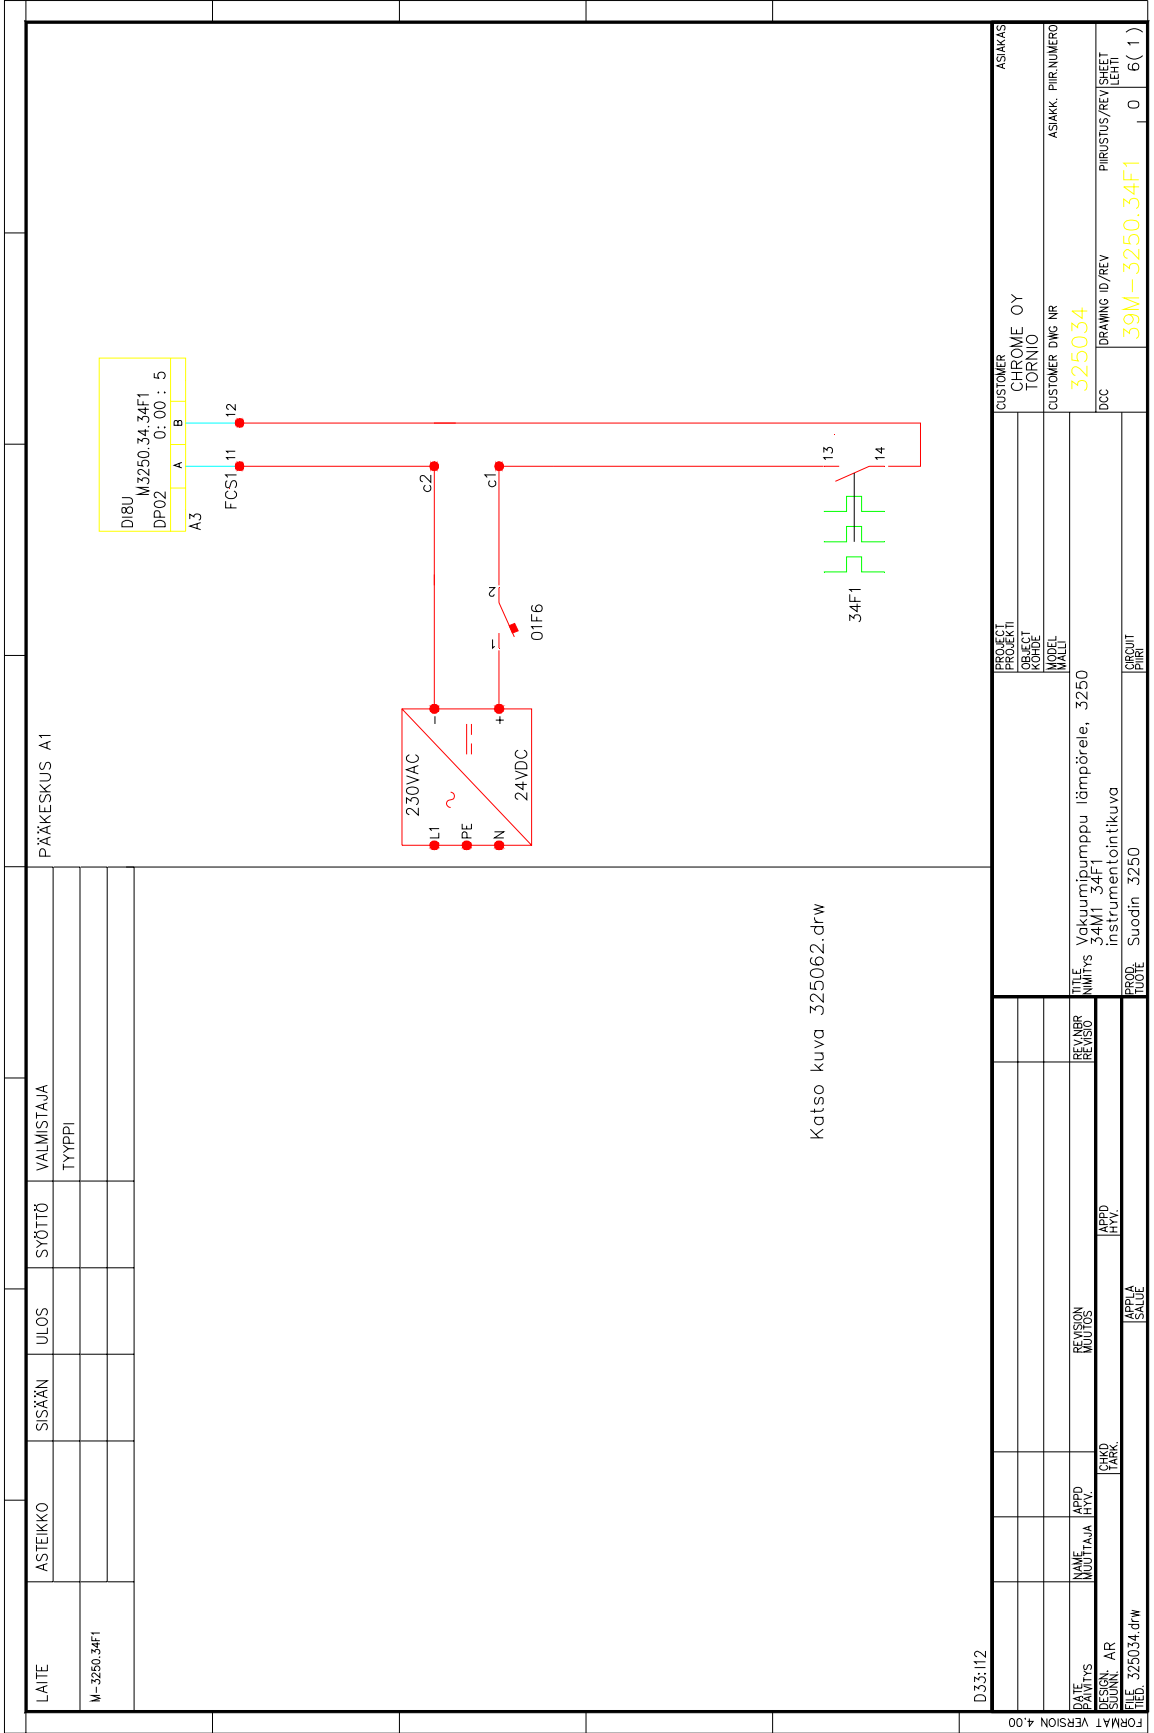 LAITE
ASTEIKKO
SISÄÄN
ULOS
SYÖTTÖ
VALMISTAJA
TYYPPI
M-3250.34F1
PÄÄKESKUS A1
DI8U
M3250.34.34F1
DP02
0: 00 : 5
A
B
A3
FCS1
11
12
230VAC
24VDC
L1
PE
N
-
+
c2
c1
1
2
01F6
13
14
34F1
Katso kuva 325062.drw
D33:I12
DATE
PÄIVITYS
NAME
MUUTTAJA
APPD
HYV.
REVISION
MUUTOS
REV.NBR
REVISIO
DESIGN.
SUUNN.
AR
CHKD
TARK.
APPD
HYV.
FILE
TIED.
325034.drw
APPL.A
SALUE
FORMAT VERSION 4.00
PROJECT
PROJEKTI
OBJECT
KOHDE
MODEL
MALLI
TITLE
NIMITYS
Vakuumipumppu lämpörele, 3250
34M1 34F1
instrumentointikuva
PROD.
TUOTE
Suodin 3250
CIRCUIT
PIIRI
CUSTOMER
ASIAKAS
CHROME OY
TORNIO
CUSTOMER DWG NR
ASIAKK. PIIR.NUMERO
325034
DCC
DRAWING ID/REV
PIIRUSTUS/REV
SHEET
LEHTI
39M-3250.34F1
0
6( 1 )